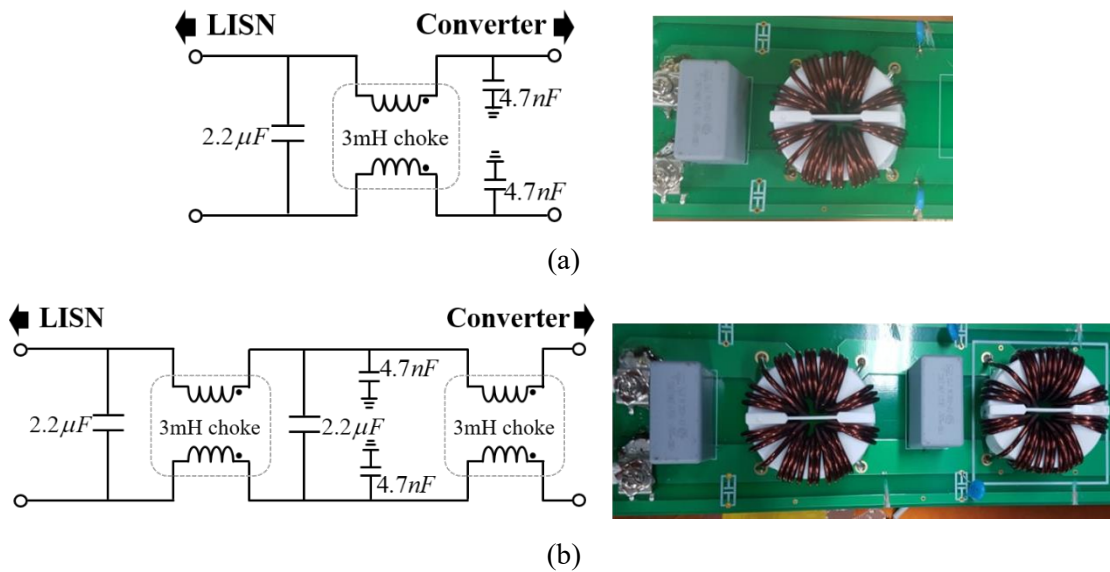 LISN Converter
4.7nF
2.2μF
3mH choke
4.7nF
(a)
LISN Converter
4.7nF
2.2μF
3mH choke
2.2μF
3mH choke
4.7nF
(b)